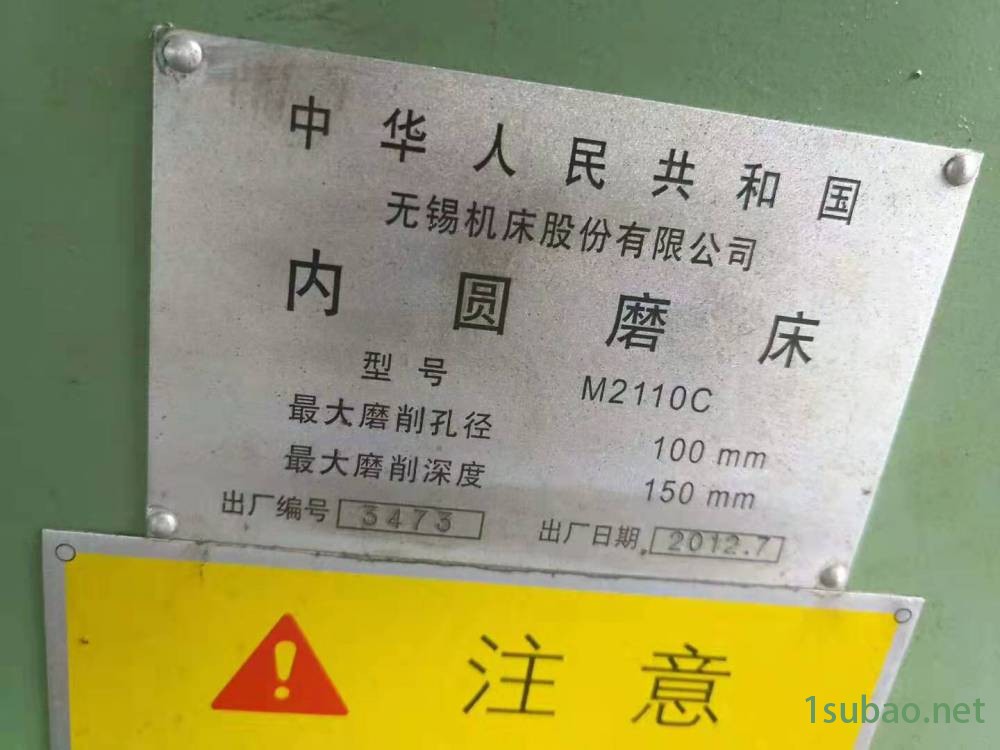 中华人民共和国
无锡机床股份有限公司
内圆磨床
型号 M2110C
最大磨削孔径 100 mm
最大磨削深度 150 mm
出厂编号 3473 出厂日期 2012.7
注意
1subao.net